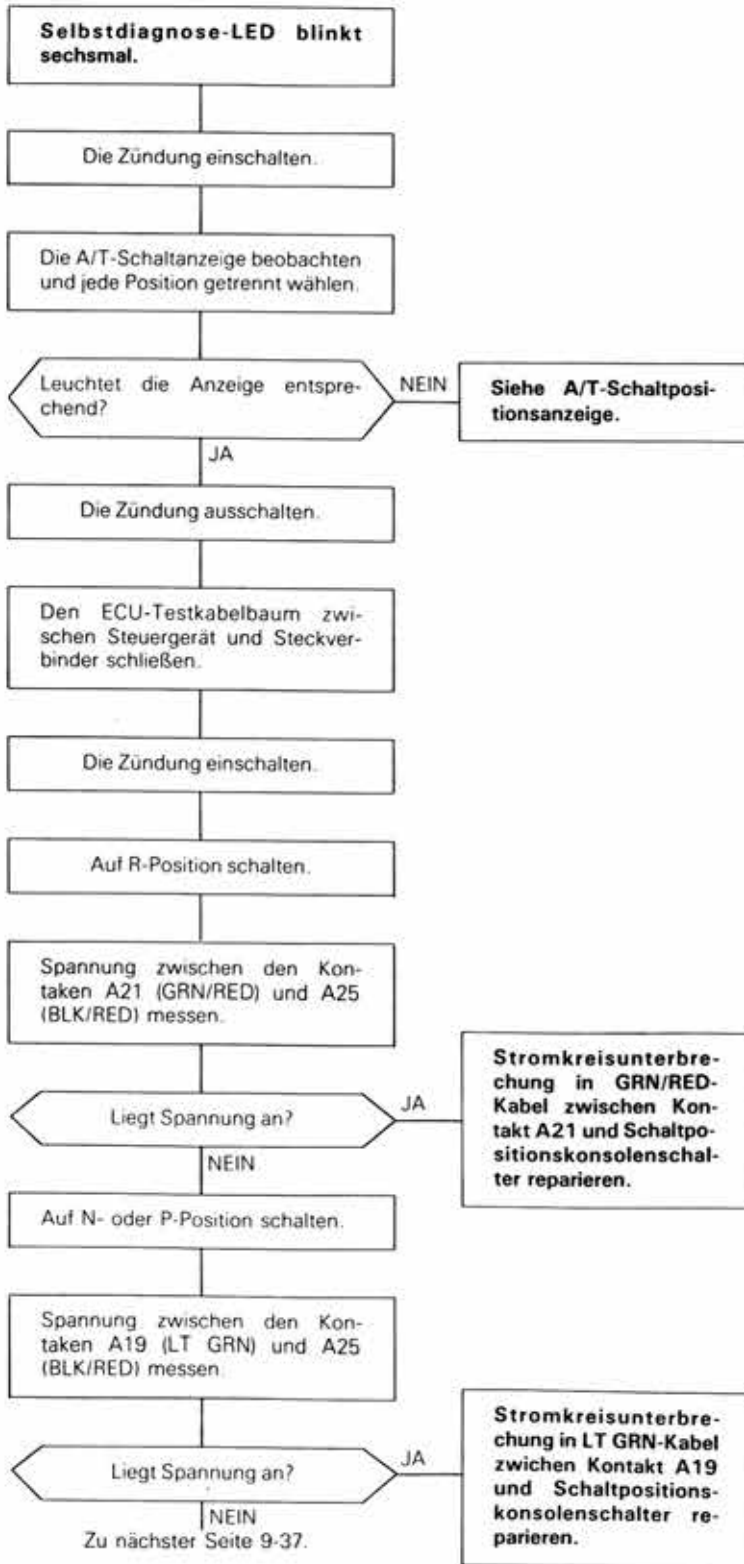 Selbstdiagnose-LED blinkt
sechsmal.
Die Zündung einschalten.
Die A/T-Schaltanzeige beobachten
und jede Position getrennt wählen.
Leuchtet die Anzeige entspre-
chend?
NEIN
Siehe A/T-Schaltposi-
tionsanzeige.
JA
Die Zündung ausschalten.
Den ECU-Testkabelbaum zwi-
schen Steuergerät und Steckver-
binder schließen.
Die Zündung einschalten.
Auf R-Position schalten.
Spannung zwischen den Kon-
taken A21 (GRN/RED) und A25
(BLK/RED) messen.
Liegt Spannung an?
JA
Stromkreisunterbre-
chung in GRN/RED-
Kabel zwischen Kon-
takt A21 und Schaltpo-
sitionskonsolenschal-
ter reparieren.
NEIN
Auf N- oder P-Position schalten.
Spannung zwischen den Kon-
taken A19 (LT GRN) und A25
(BLK/RED) messen.
Liegt Spannung an?
JA
Stromkreisunterbre-
chung in LT GRN-Kabel
zwichen Kontakt A19
und Schaltpositions-
konsolenschalter re-
parieren.
NEIN
Zu nächster Seite 9-37.